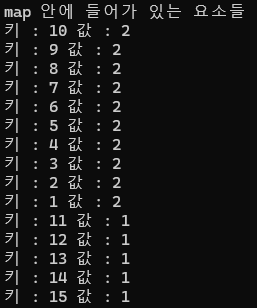 map 안에 들어가 있는 요소들
키 : 10 값 : 2
키 : 9 값 : 2
키 : 8 값 : 2
키 : 7 값 : 2
키 : 6 값 : 2
키 : 5 값 : 2
키 : 4 값 : 2
키 : 3 값 : 2
키 : 2 값 : 2
키 : 1 값 : 2
키 : 11 값 : 1
키 : 12 값 : 1
키 : 13 값 : 1
키 : 14 값 : 1
키 : 15 값 : 1